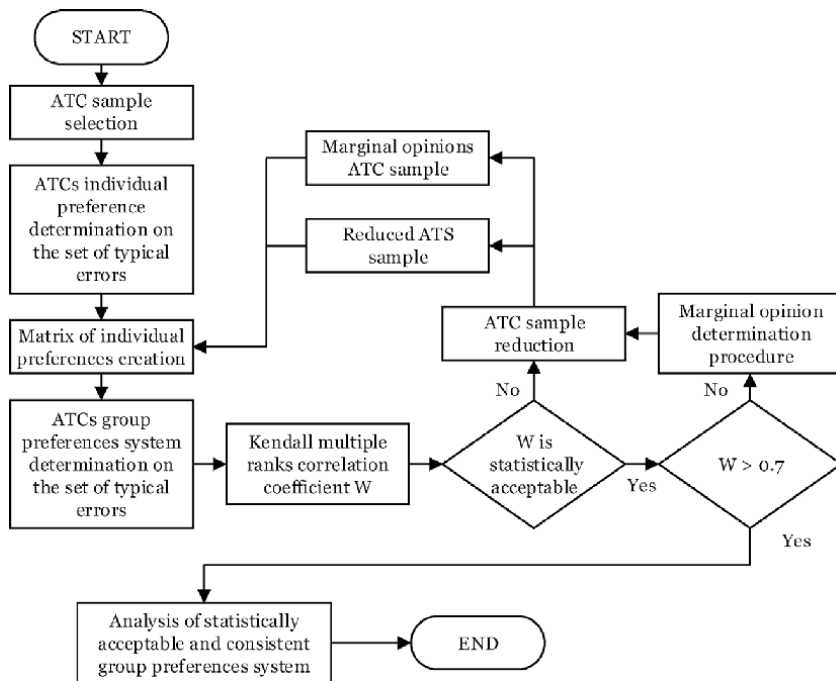 START
ATC sample
selection
ATCs individual
preference
determination on
the set of typical
errors
Matrix of individual
preferences creation
ATCs group
preferences system
determination on
the set of typical
errors
Marginal opinions
ATC sample
Reduced ATS
sample
ATC sample
reduction
Marginal opinion
determination
procedure
Kendall multiple
ranks correlation
coefficient W
No
W is
statistically
acceptable
Yes
No
W > 0.7
Yes
Analysis of statistically
acceptable and consistent
group preferences system
END